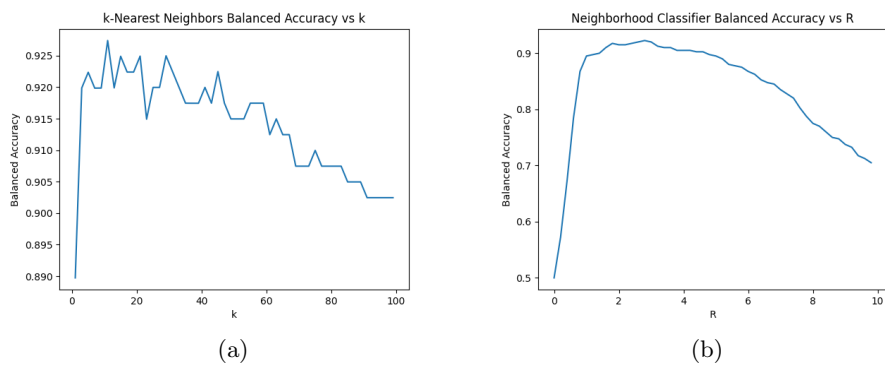 k-Nearest Neighbors Balanced Accuracy vs k
0.925
0.920
0.915
0.910
0.905
0.900
0.895
0.890
Balanced Accuracy
0 20 40 60 80 100
k
(a)
Neighborhood Classifier Balanced Accuracy vs R
0.9
0.8
0.7
0.6
0.5
Balanced Accuracy
0 2 4 6 8 10
R
(b)